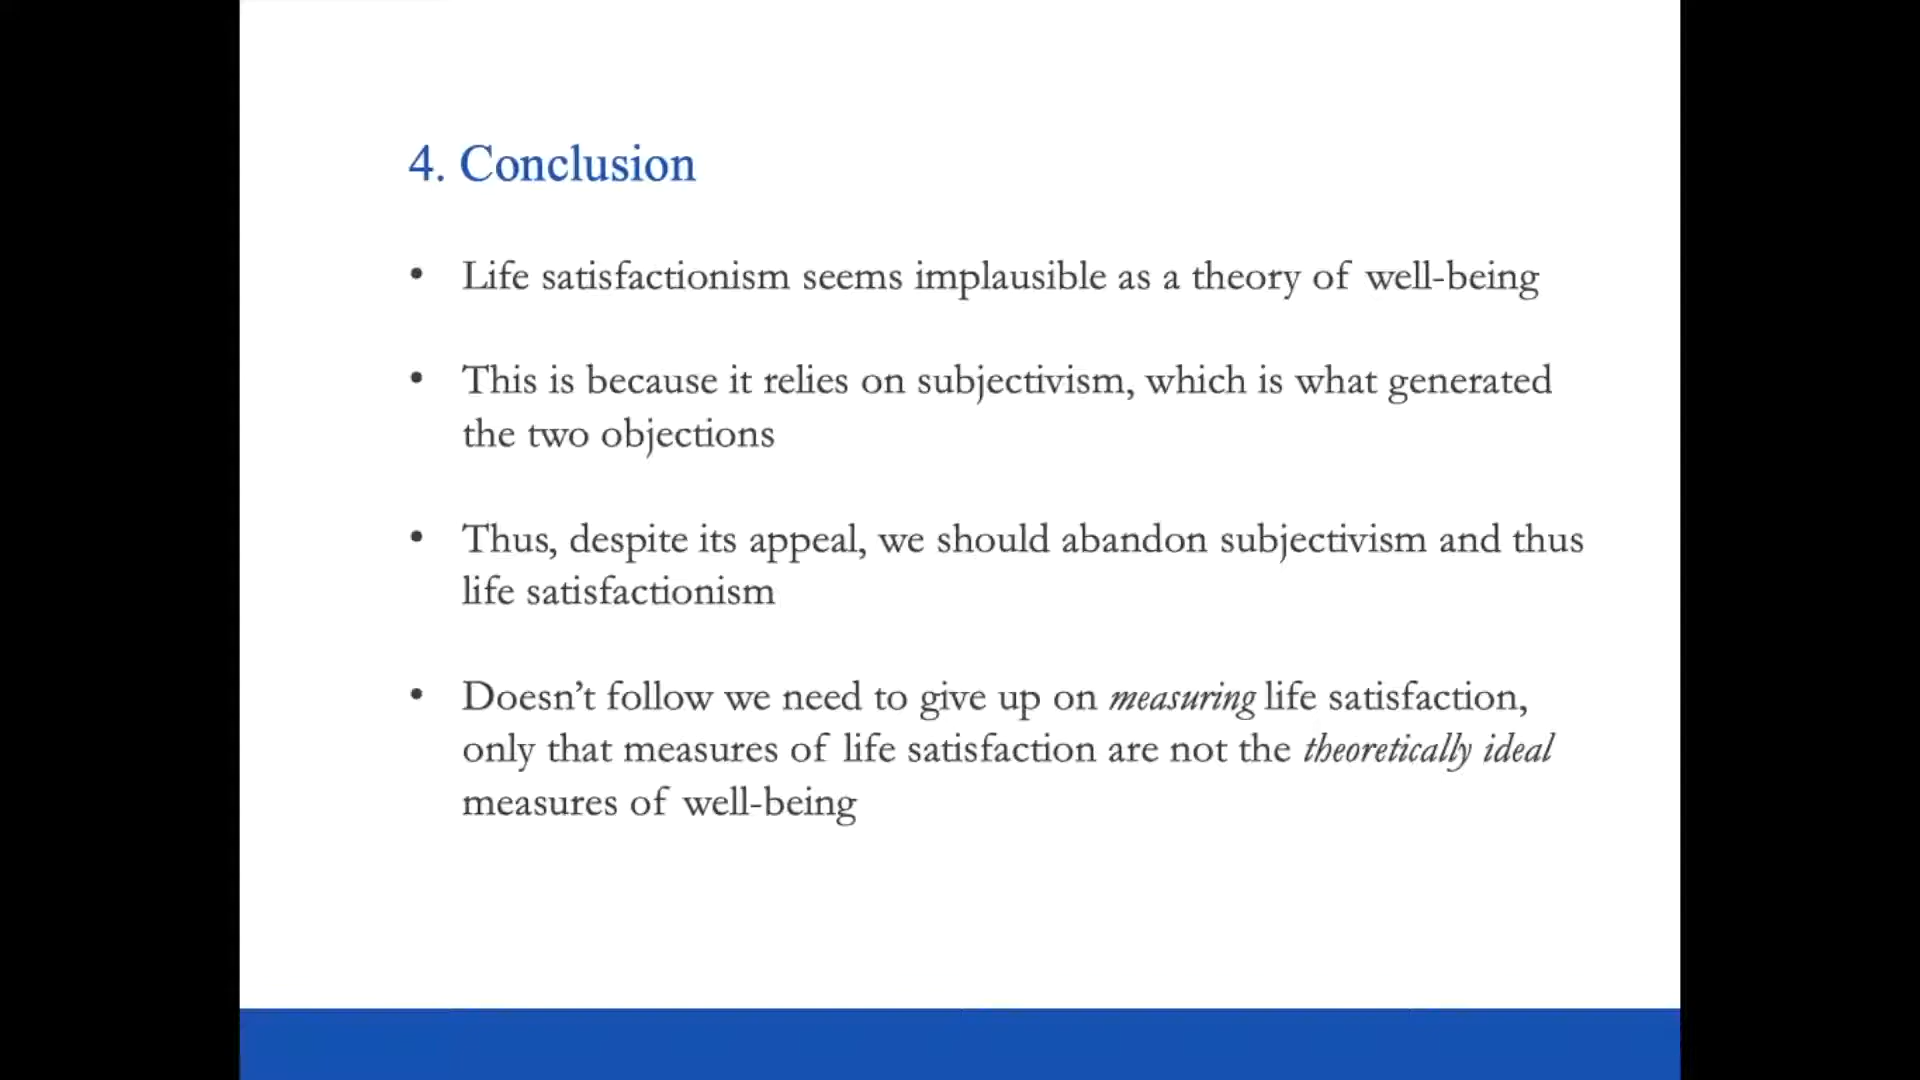 4. Conclusion
• Life satisfactionism seems implausible as a theory of well-being
• This is because it relies on subjectivism, which is what generated
the two objections
• Thus, despite its appeal, we should abandon subjectivism and thus
life satisfactionism
• Doesn’t follow we need to give up on measuring life satisfaction,
only that measures of life satisfaction are not the theoretically ideal
measures of well-being